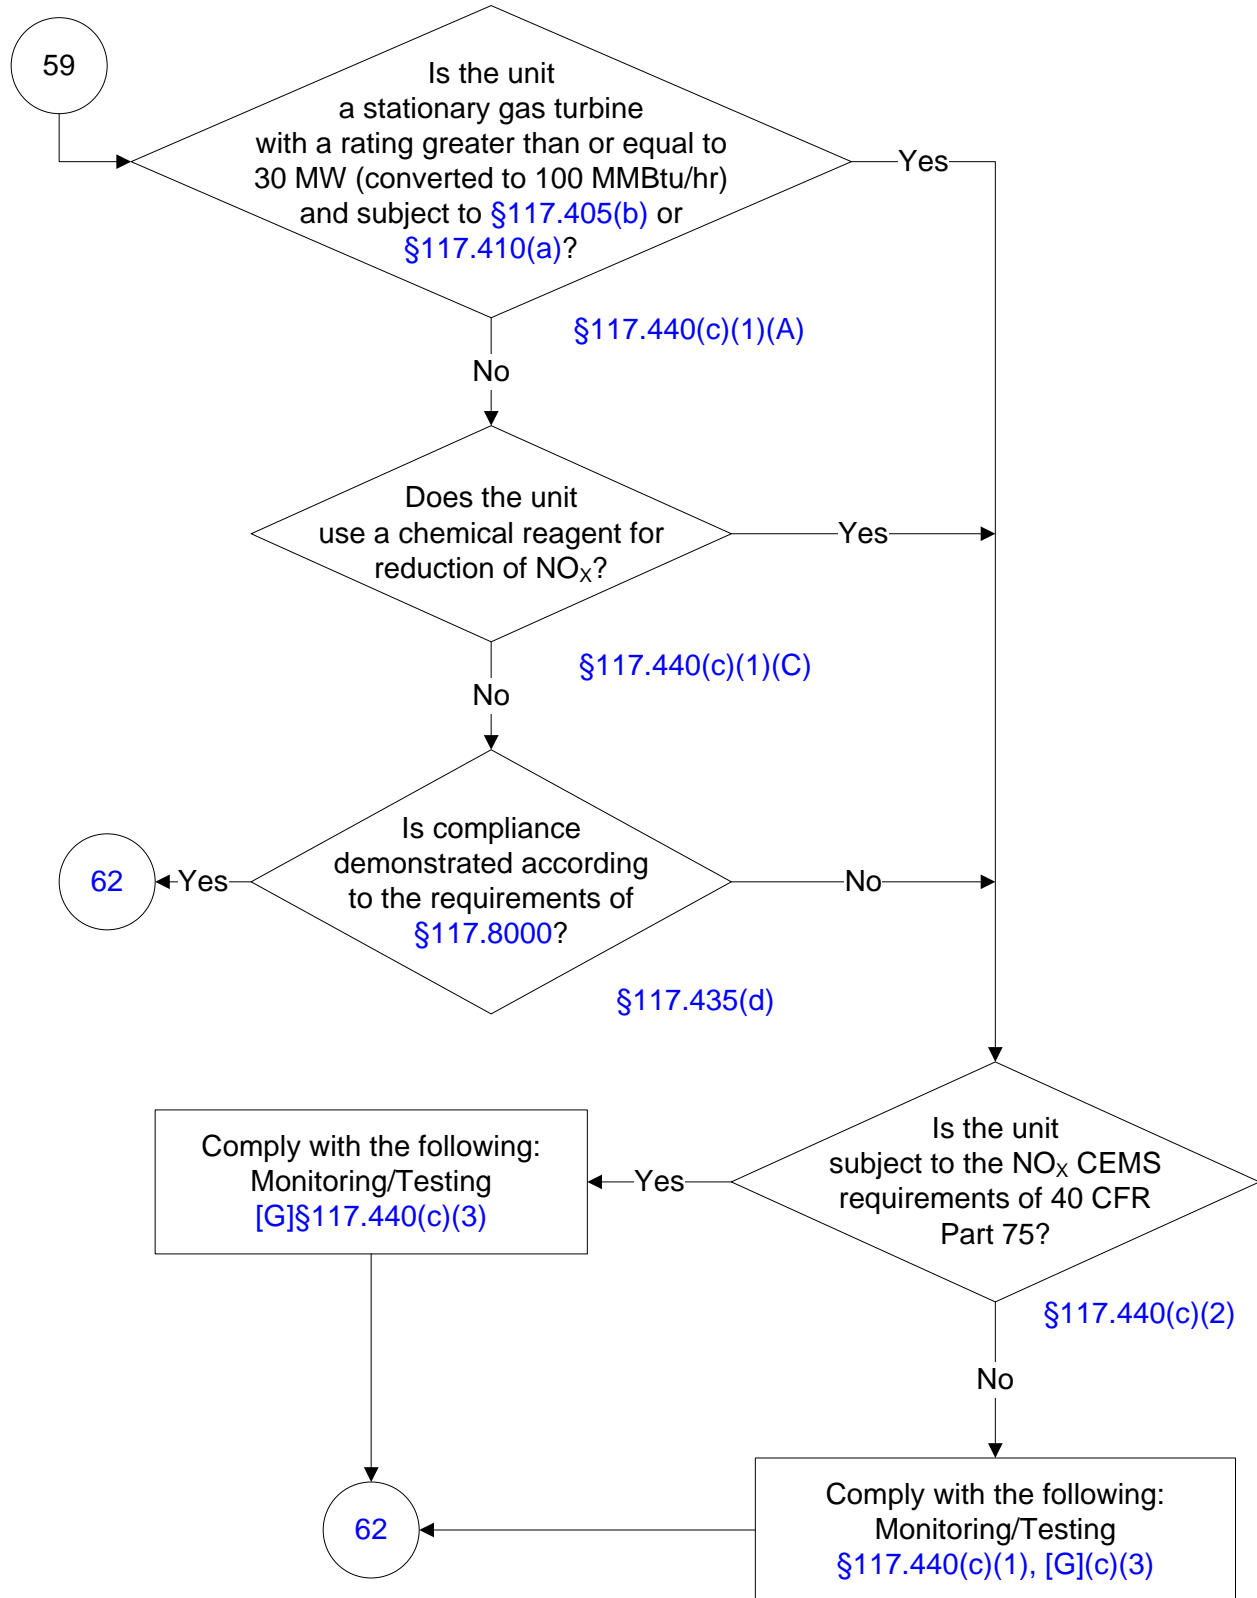 59
Is the unit
a stationary gas turbine
with a rating greater than or equal to
30 MW (converted to 100 MMBtu/hr)
and subject to §117.405(b) or
§117.410(a)?
Yes
§117.440(c)(1)(A)
No
Does the unit
use a chemical reagent for
reduction of NOX?
Yes
§117.440(c)(1)(C)
No
Is compliance
demonstrated according
to the requirements of
§117.8000?
62
Yes
No
§117.435(d)
Is the unit
subject to the NOX CEMS
requirements of 40 CFR
Part 75?
Yes
Comply with the following:
Monitoring/Testing
[G]§117.440(c)(3)
§117.440(c)(2)
No
Comply with the following:
Monitoring/Testing
§117.440(c)(1), [G](c)(3)
62